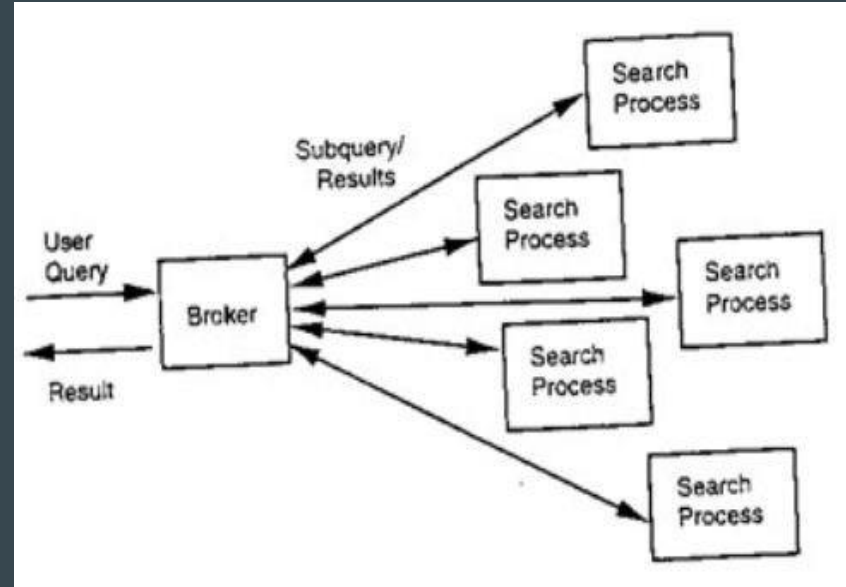 Search
Process
Subquery/
Results
Search
Process
User
Query
Search
Process
Broker
Search
Process
Result
Search
Process